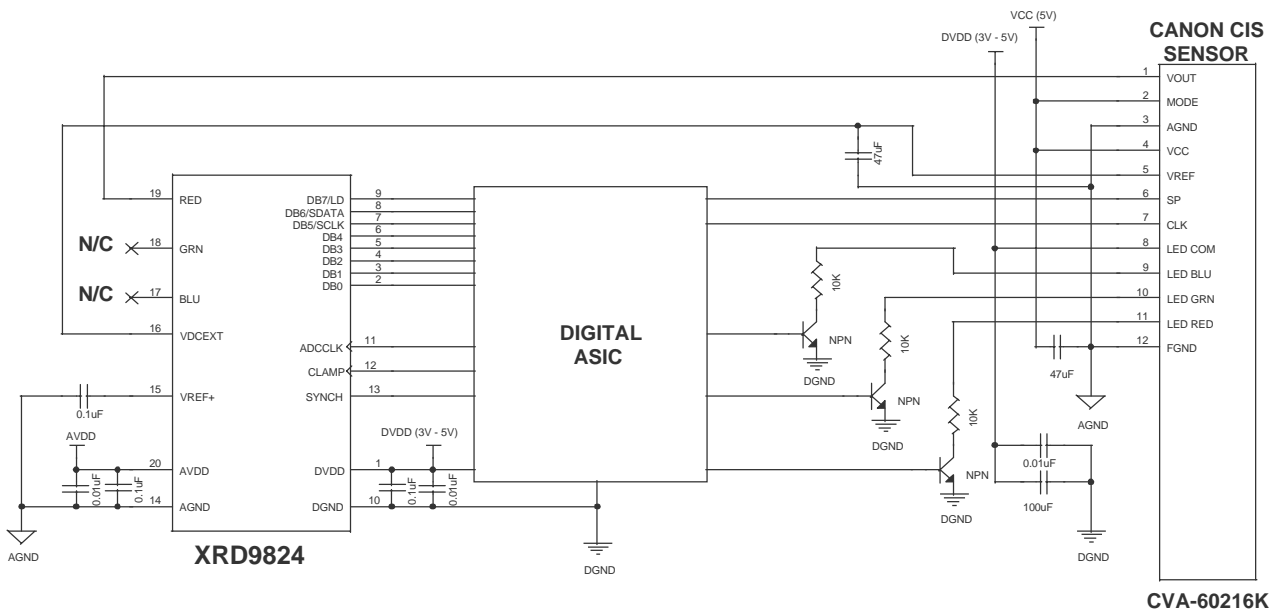 VCC (5V)
DVDD (3V - 5V)
CANON CIS
SENSOR
1 VOUT
2 MODE
3 AGND
4 VCC
5 VREF
6 SP
7 CLK
8 LED COM
9 LED BLU
10 LED GRN
11 LED RED
12 FGND
CVA-60216K
47uF
47uF
AGND
0.01uF
100uF
DGND
19 RED
N/C 18 GRN
N/C 17 BLU
16 VDCEXT
15 VREF+
0.1uF
AVDD
20 AVDD
0.01uF
0.1uF
14 AGND
AGND
DB7/LD 9
DB6/SDATA 8
DB5/SCLK 7
DB4 6
DB3 5
DB2 4
DB1 3
DB0 2
ADCCLK 11
CLAMP 12
SYNCH 13
DVDD (3V - 5V)
DVDD 1
0.1uF
0.01uF
DGND 10
XRD9824
DIGITAL
ASIC
DGND
10K
NPN
DGND
10K
NPN
DGND
10K
NPN
DGND